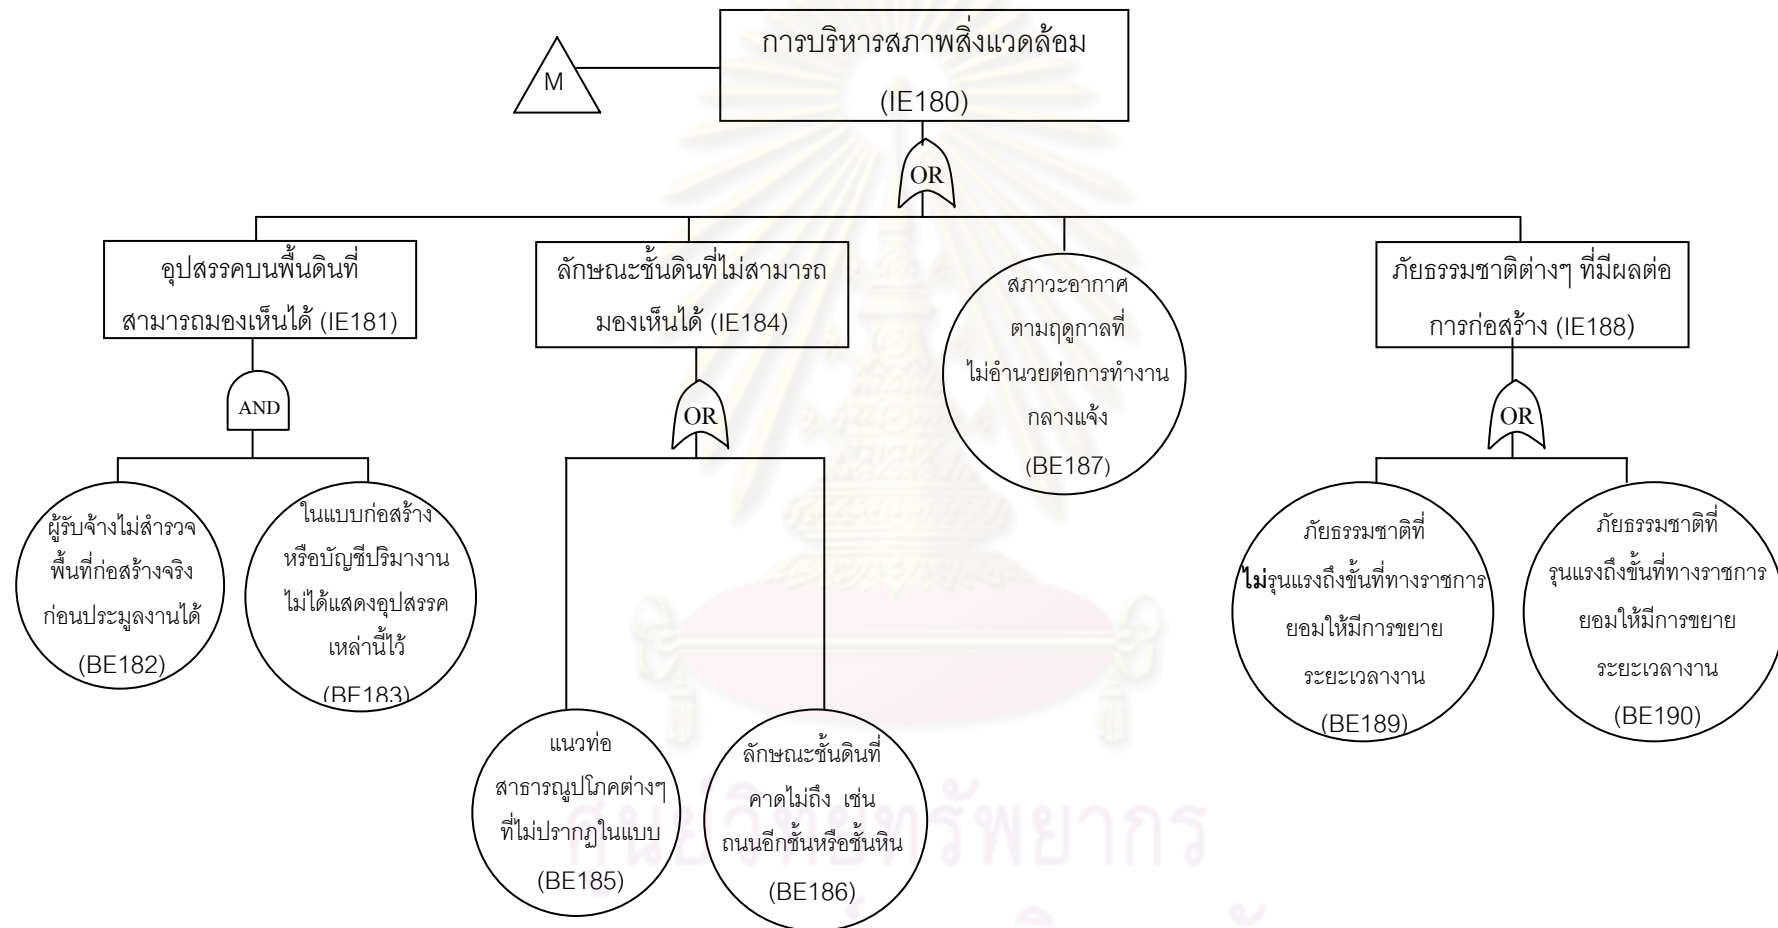 การบริหารสภาพสิ่งแวดล้อม
(IE180)
M
OR
อุปสรรคบนพื้นดินที่
สามารถมองเห็นได้ (IE181)
ลักษณะชั้นดินที่ไม่สามารถ
มองเห็นได้ (IE184)
สภาวะอากาศ
ตามฤดูกาลที่
ไม่อำนวยต่อการทำงาน
กลางแจ้ง
(BE187)
ภัยธรรมชาติต่างๆ ที่มีผลต่อ
การก่อสร้าง (IE188)
AND
OR
OR
ผู้รับจ้างไม่สำรวจ
พื้นที่ก่อสร้างจริง
ก่อนประมูลงานได้
(BE182)
ในแบบก่อสร้าง
หรือบัญชีปริมางาน
ไม่ได้แสดงอุปสรรค
เหล่านี้ไว้
(BE183)
แนวท่อ
สาธารณูปโภคต่างๆ
ที่ไม่ปรากฏในแบบ
(BE185)
ลักษณะชั้นดินที่
คาดไม่ถึง เช่น
ถนนอีกชั้นหรือชั้นหิน
(BE186)
ภัยธรรมชาติที่
ไม่รุนแรงถึงขั้นที่ทางราชการ
ยอมให้มีการขยาย
ระยะเวลางาน
(BE189)
ภัยธรรมชาติที่
รุนแรงถึงขั้นที่ทางราชการ
ยอมให้มีการขยาย
ระยะเวลางาน
(BE190)
ศูนย์วิทยทรัพยากร